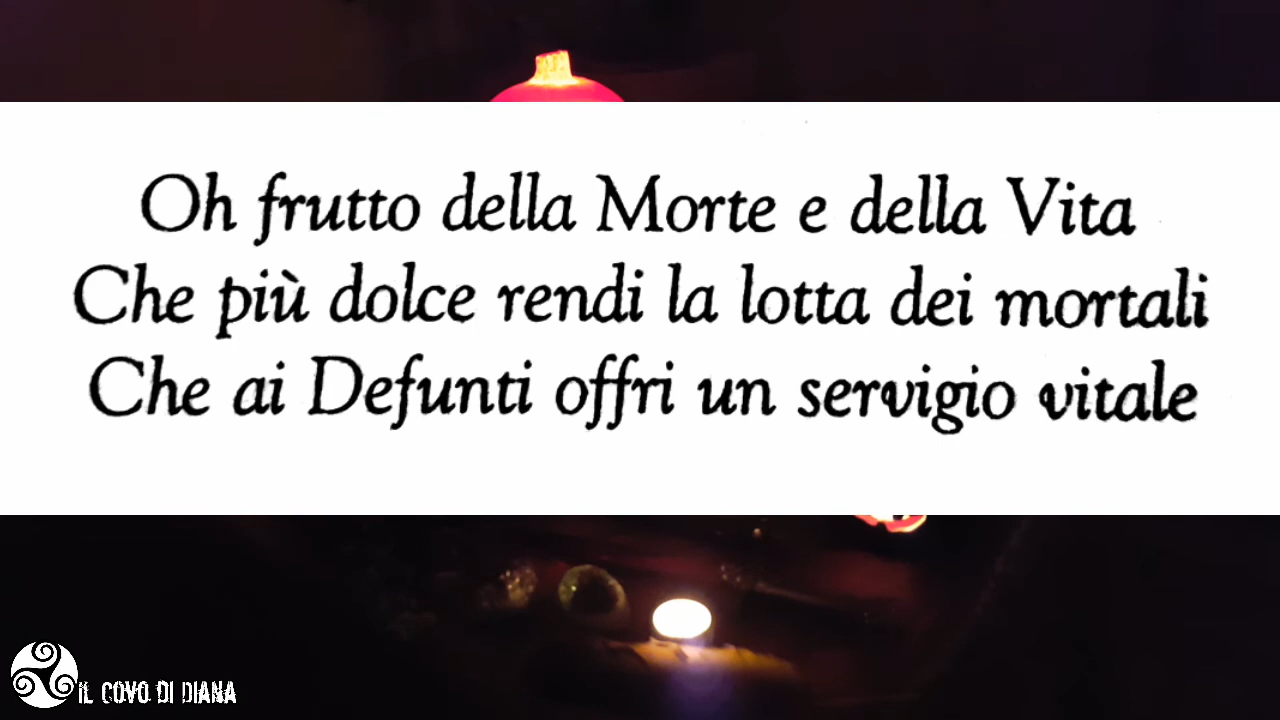 Oh frutto della Morte e della Vita
Che più dolce rendi la lotta dei mortali
Che ai Defunti offri un servigio vitale
IL COVO DI DIANA